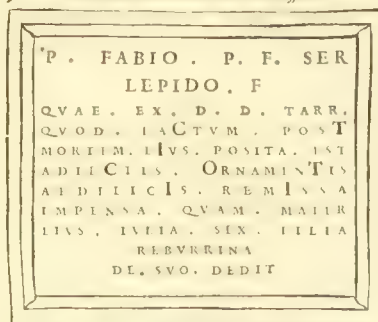 P. FABIO. P. F. SER
LEPIDO. F
QVAE. EX. D. D. TARR.
QVOD. IACTVM. POST
MORTEM. EIVS. POSITA. EST
ADIECTIS. ORNAMENTIS
AEDILICIS. REMISSA
IMPENSA. QVAM. MATER
EIVS. IVLIA. SEX. FILIA
REBVRRINA
DE. SVO. DEDIT